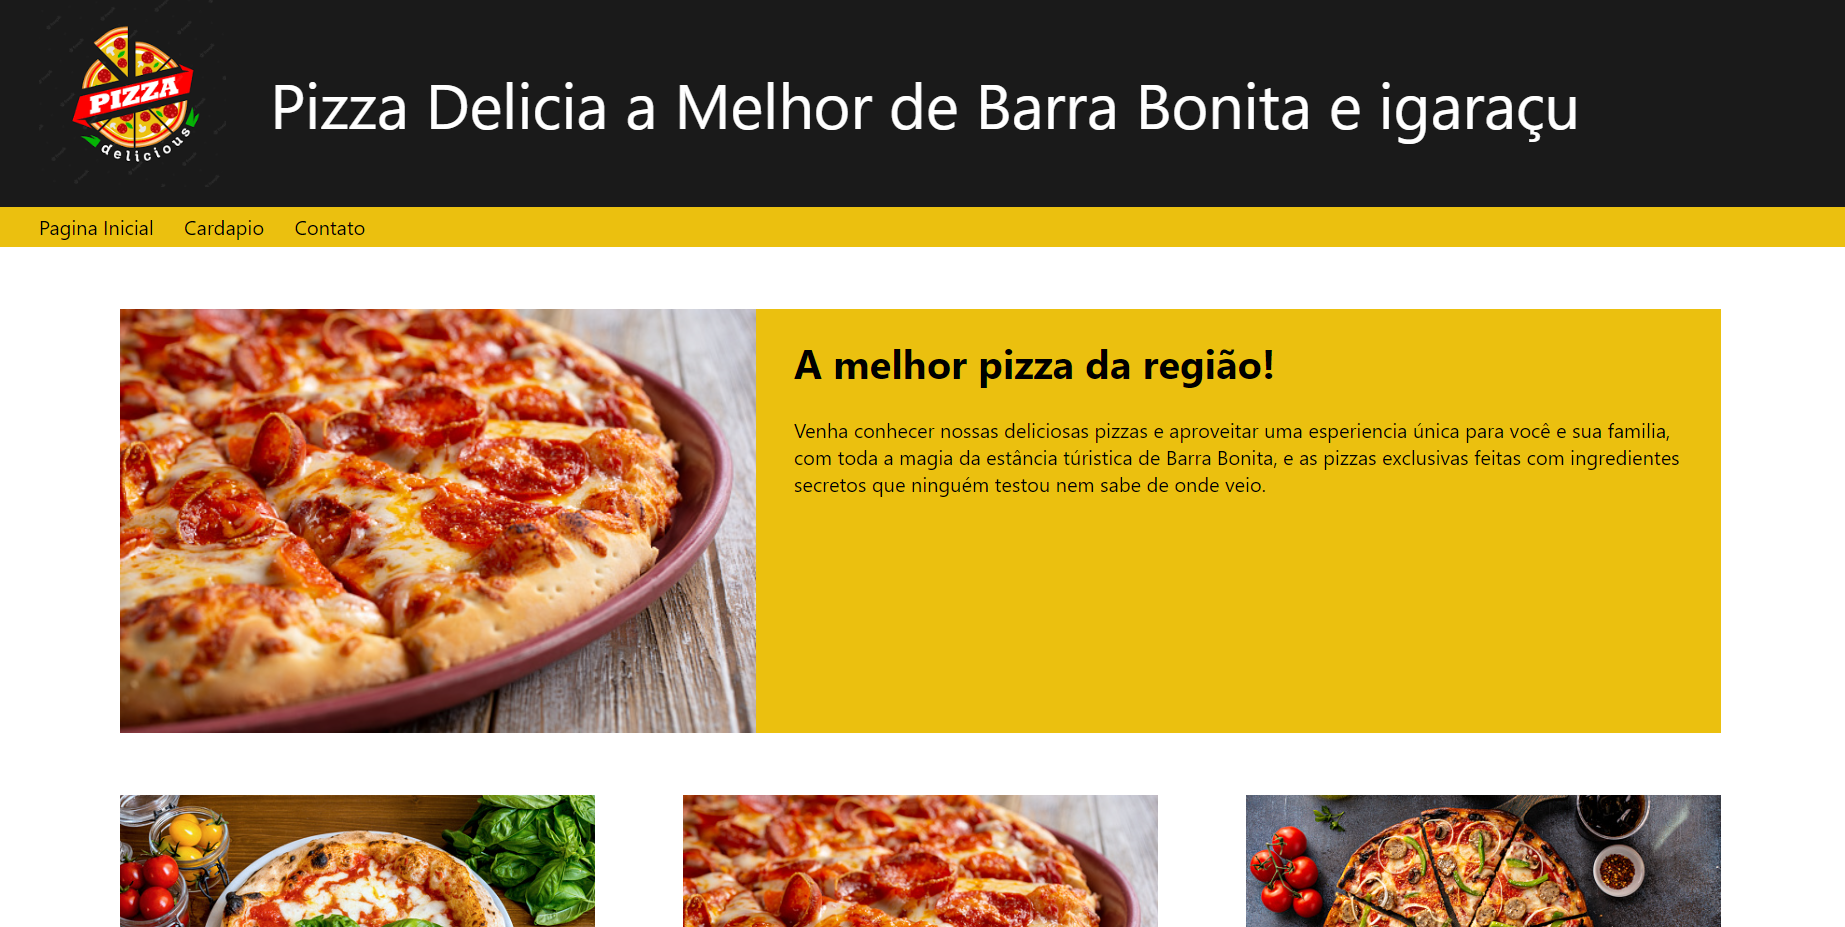 PIZZA
delicious
Pizza Delicia a Melhor de Barra Bonita e igaraçu
Pagina Inicial
Cardapio
Contato
A melhor pizza da região!
Venha conhecer nossas deliciosas pizzas e aproveitar uma esperiencia única para você e sua familia,
com toda a magia da estância túristica de Barra Bonita, e as pizzas exclusivas feitas com ingredientes
secretos que ninguém testou nem sabe de onde veio.